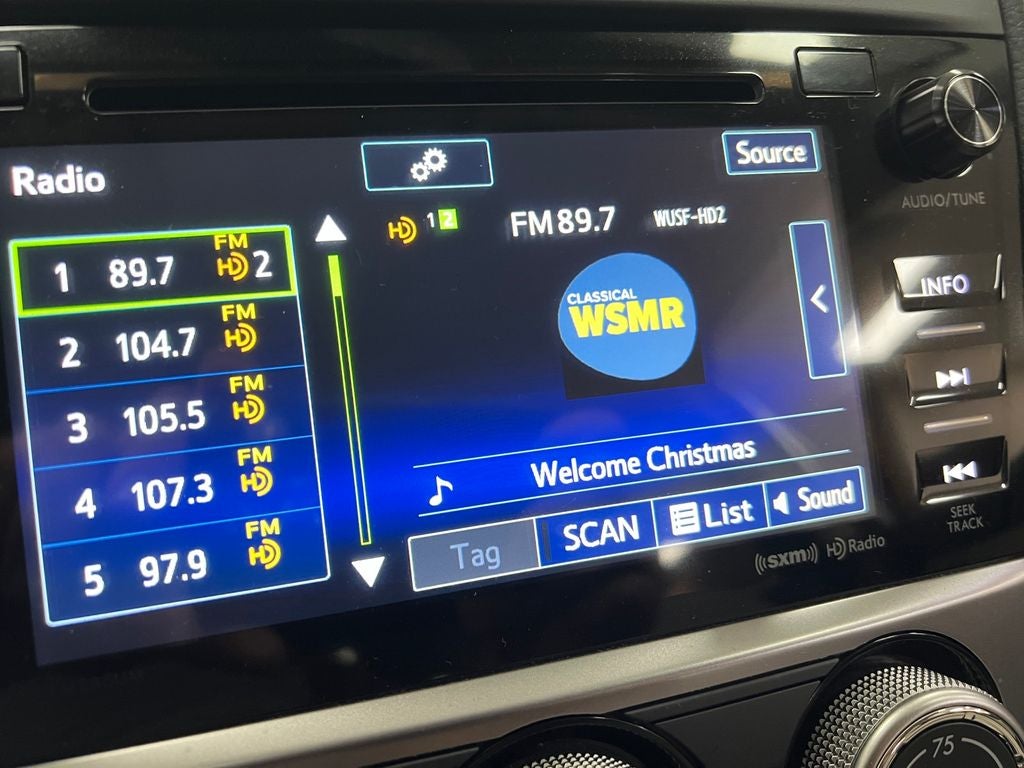 Radio
Source
AUDIO/TUNE
1 89.7 FM HD 2
2 104.7 FM HD
3 105.5 FM HD
4 107.3 FM HD
5 97.9 FM HD
HD 1 2 FM 89.7 WUSF-HD2
CLASSICAL
WSMR
<
Welcome Christmas
Tag SCAN List Sound
INFO
SEEK
TRACK
((sxm)) HD Radio
75